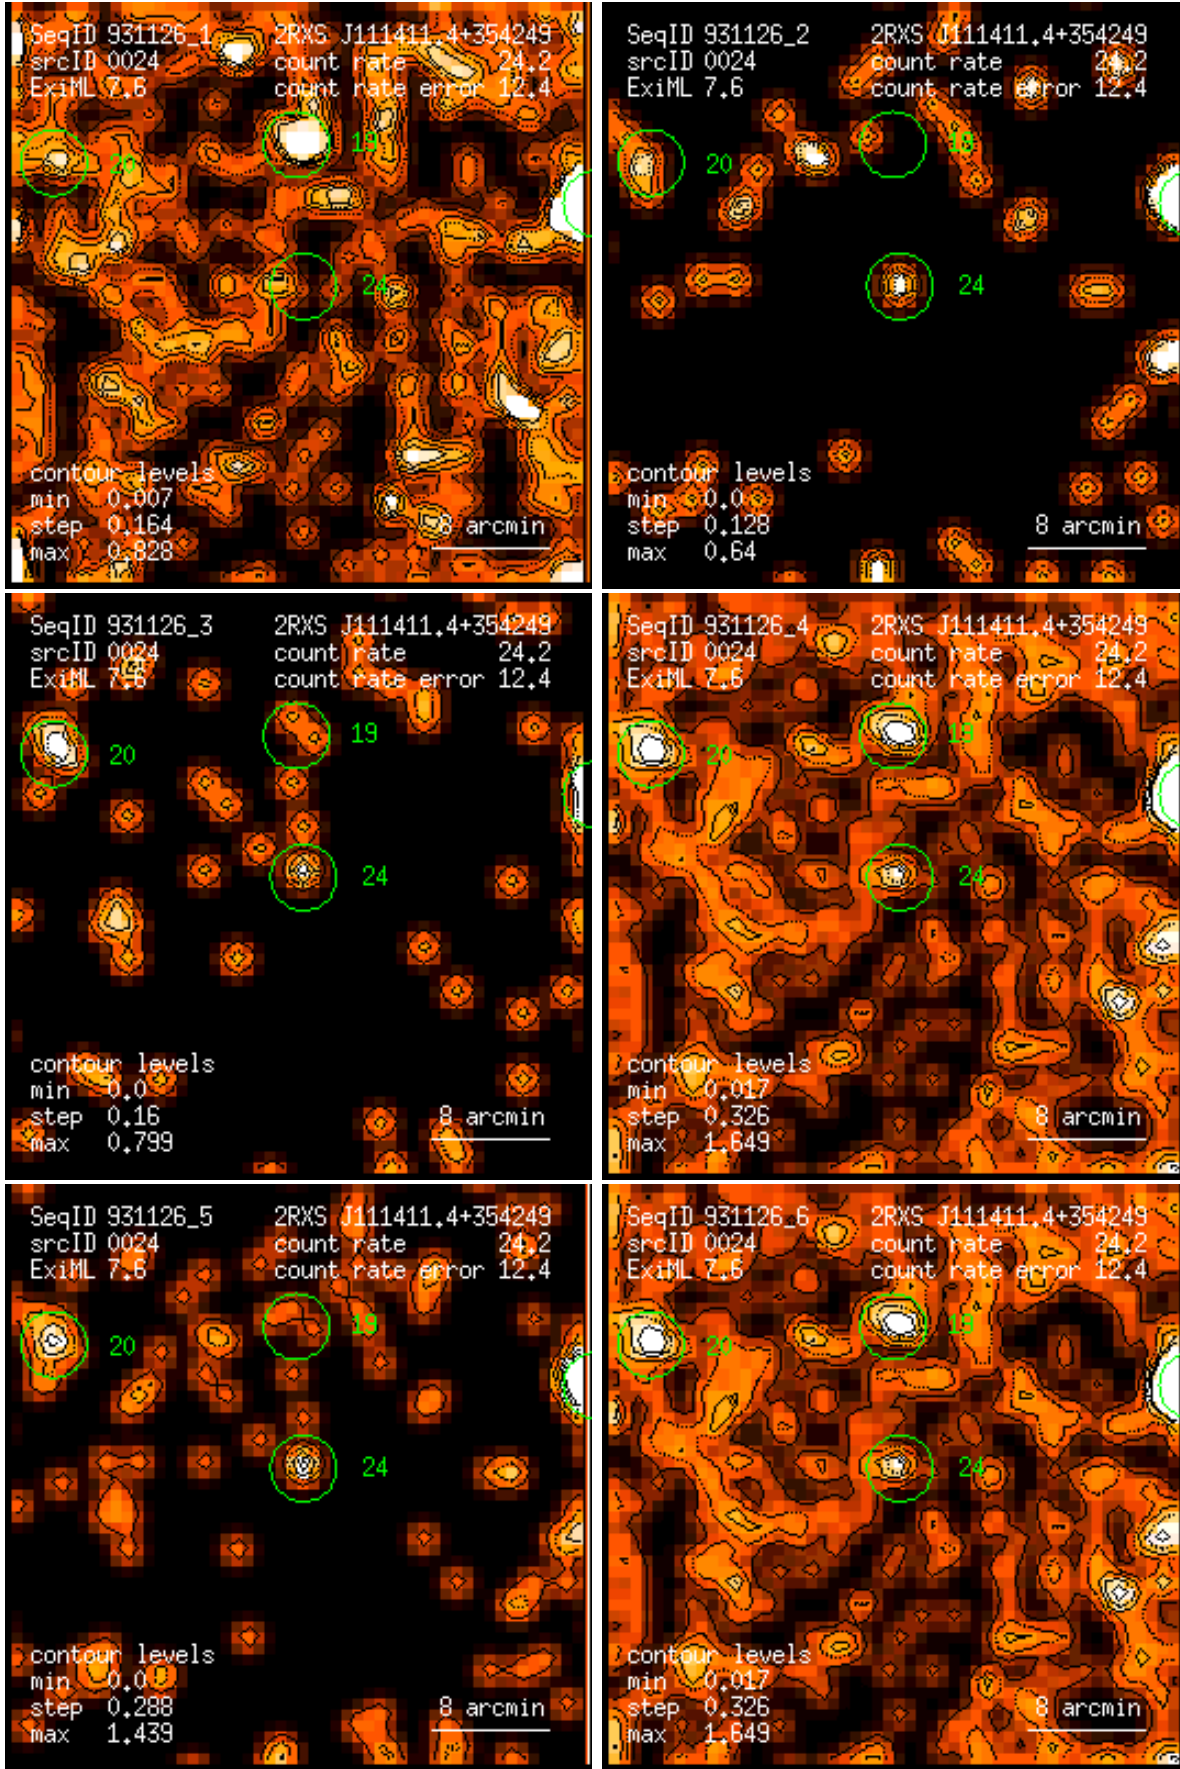 SeqID 931126_1 2RXS J111411.4+354249
srcID 0024 count rate 24.2
ExiML 7.6 count rate error 12.4
19
20
24
contour levels
min 0.007
step 0.164 8 arcmin
max 0.828
SeqID 931126_2 2RXS J111411.4+354249
srcID 0024 count rate 24.2
ExiML 7.6 count rate error 12.4
19
20
24
contour levels
min 0.0
step 0.128 8 arcmin
max 0.64
SeqID 931126_3 2RXS J111411.4+354249
srcID 0024 count rate 24.2
ExiML 7.6 count rate error 12.4
19
20
24
contour levels
min 0.0
step 0.16 8 arcmin
max 0.799
SeqID 931126_4 2RXS J111411.4+354249
srcID 0024 count rate 24.2
ExiML 7.6 count rate error 12.4
19
20
24
contour levels
min 0.017
step 0.326 8 arcmin
max 1.649
SeqID 931126_5 2RXS J111411.4+354249
srcID 0024 count rate 24.2
ExiML 7.6 count rate error 12.4
19
20
24
contour levels
min 0.0
step 0.288 8 arcmin
max 1.439
SeqID 931126_6 2RXS J111411.4+354249
srcID 0024 count rate 24.2
ExiML 7.6 count rate error 12.4
19
20
24
contour levels
min 0.017
step 0.326 8 arcmin
max 1.649